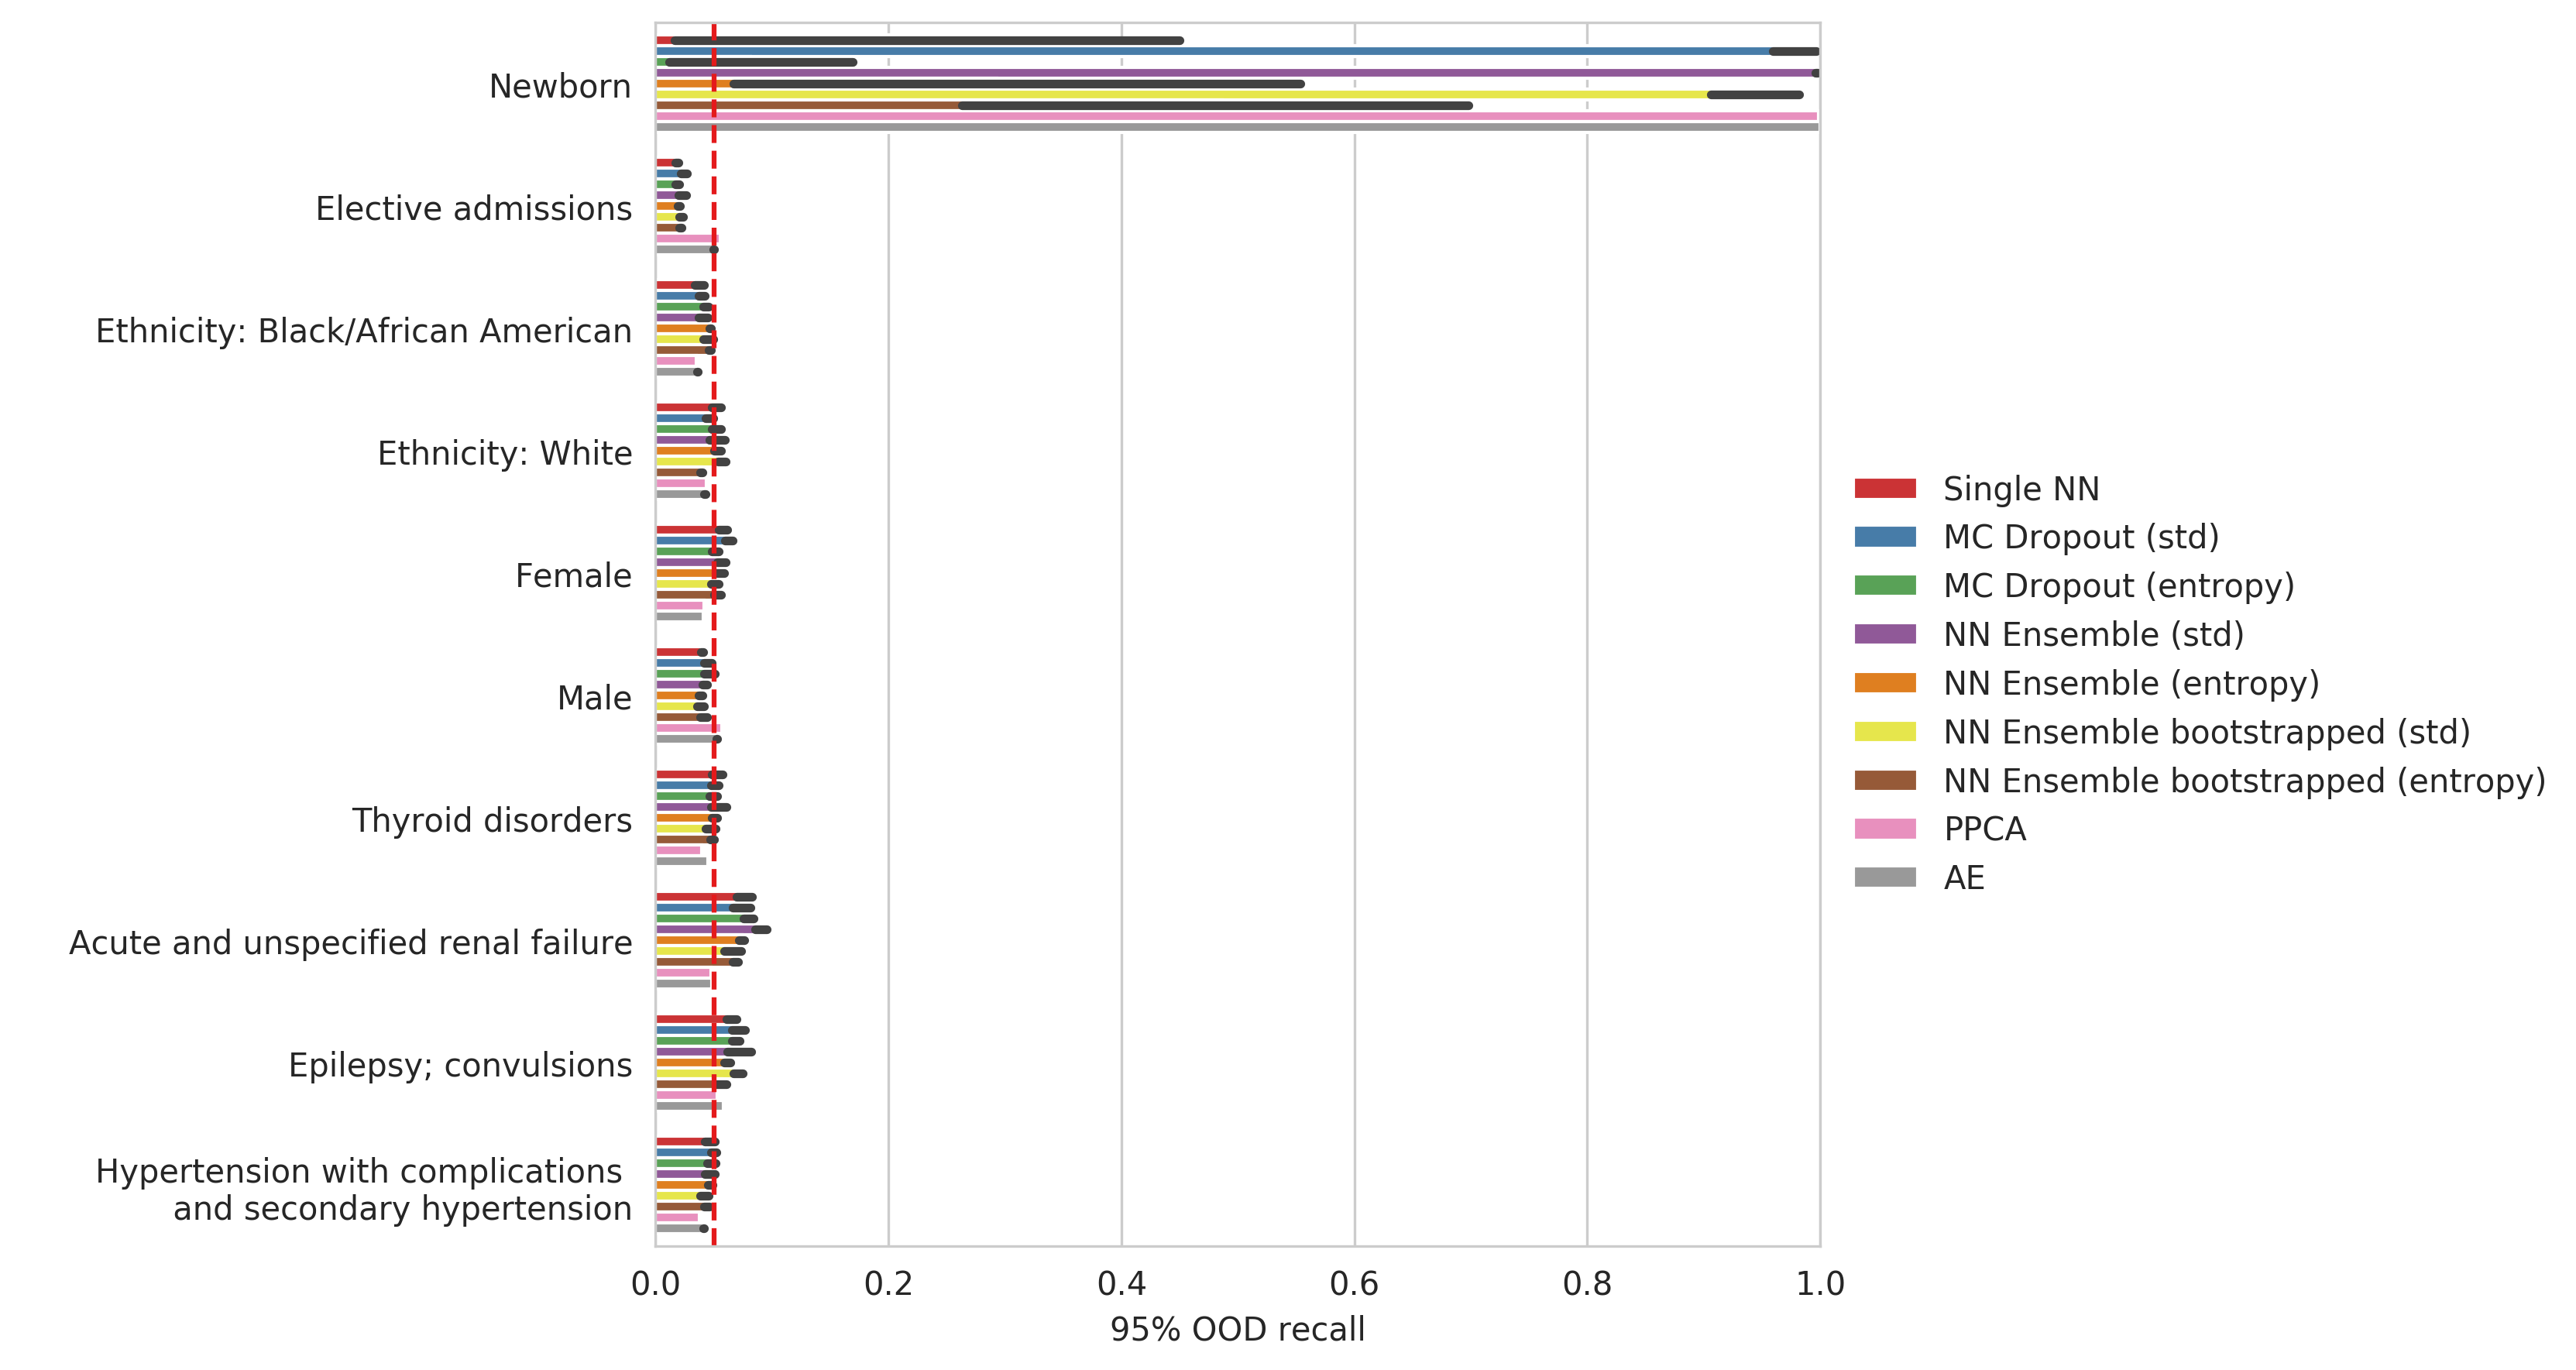 Newborn
Elective admissions
Ethnicity: Black/African American
Ethnicity: White
Female
Male
Thyroid disorders
Acute and unspecified renal failure
Epilepsy; convulsions
Hypertension with complications
and secondary hypertension
0.0 0.2 0.4 0.6 0.8 1.0
95% OOD recall
Single NN
MC Dropout (std)
MC Dropout (entropy)
NN Ensemble (std)
NN Ensemble (entropy)
NN Ensemble bootstrapped (std)
NN Ensemble bootstrapped (entropy)
PPCA
AE